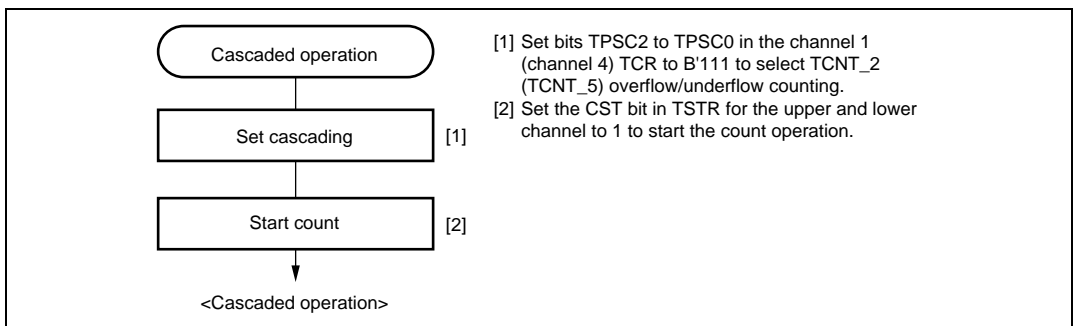 Cascaded operation
Set cascading
[1]
Start count
[2]
<Cascaded operation>
[1] Set bits TPSC2 to TPSC0 in the channel 1
(channel 4) TCR to B'111 to select TCNT_2
(TCNT_5) overflow/underflow counting.
[2] Set the CST bit in TSTR for the upper and lower
channel to 1 to start the count operation.